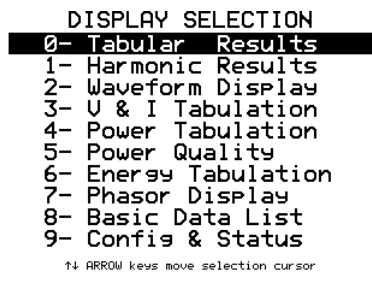 DISPLAY SELECTION
0- Tabular Results
1- Harmonic Results
2- Waveform Display
3- V & I Tabulation
4- Power Tabulation
5- Power Quality
6- Energy Tabulation
7- Phasor Display
8- Basic Data List
9- Config & Status
↑↓ ARROW keys move selection cursor